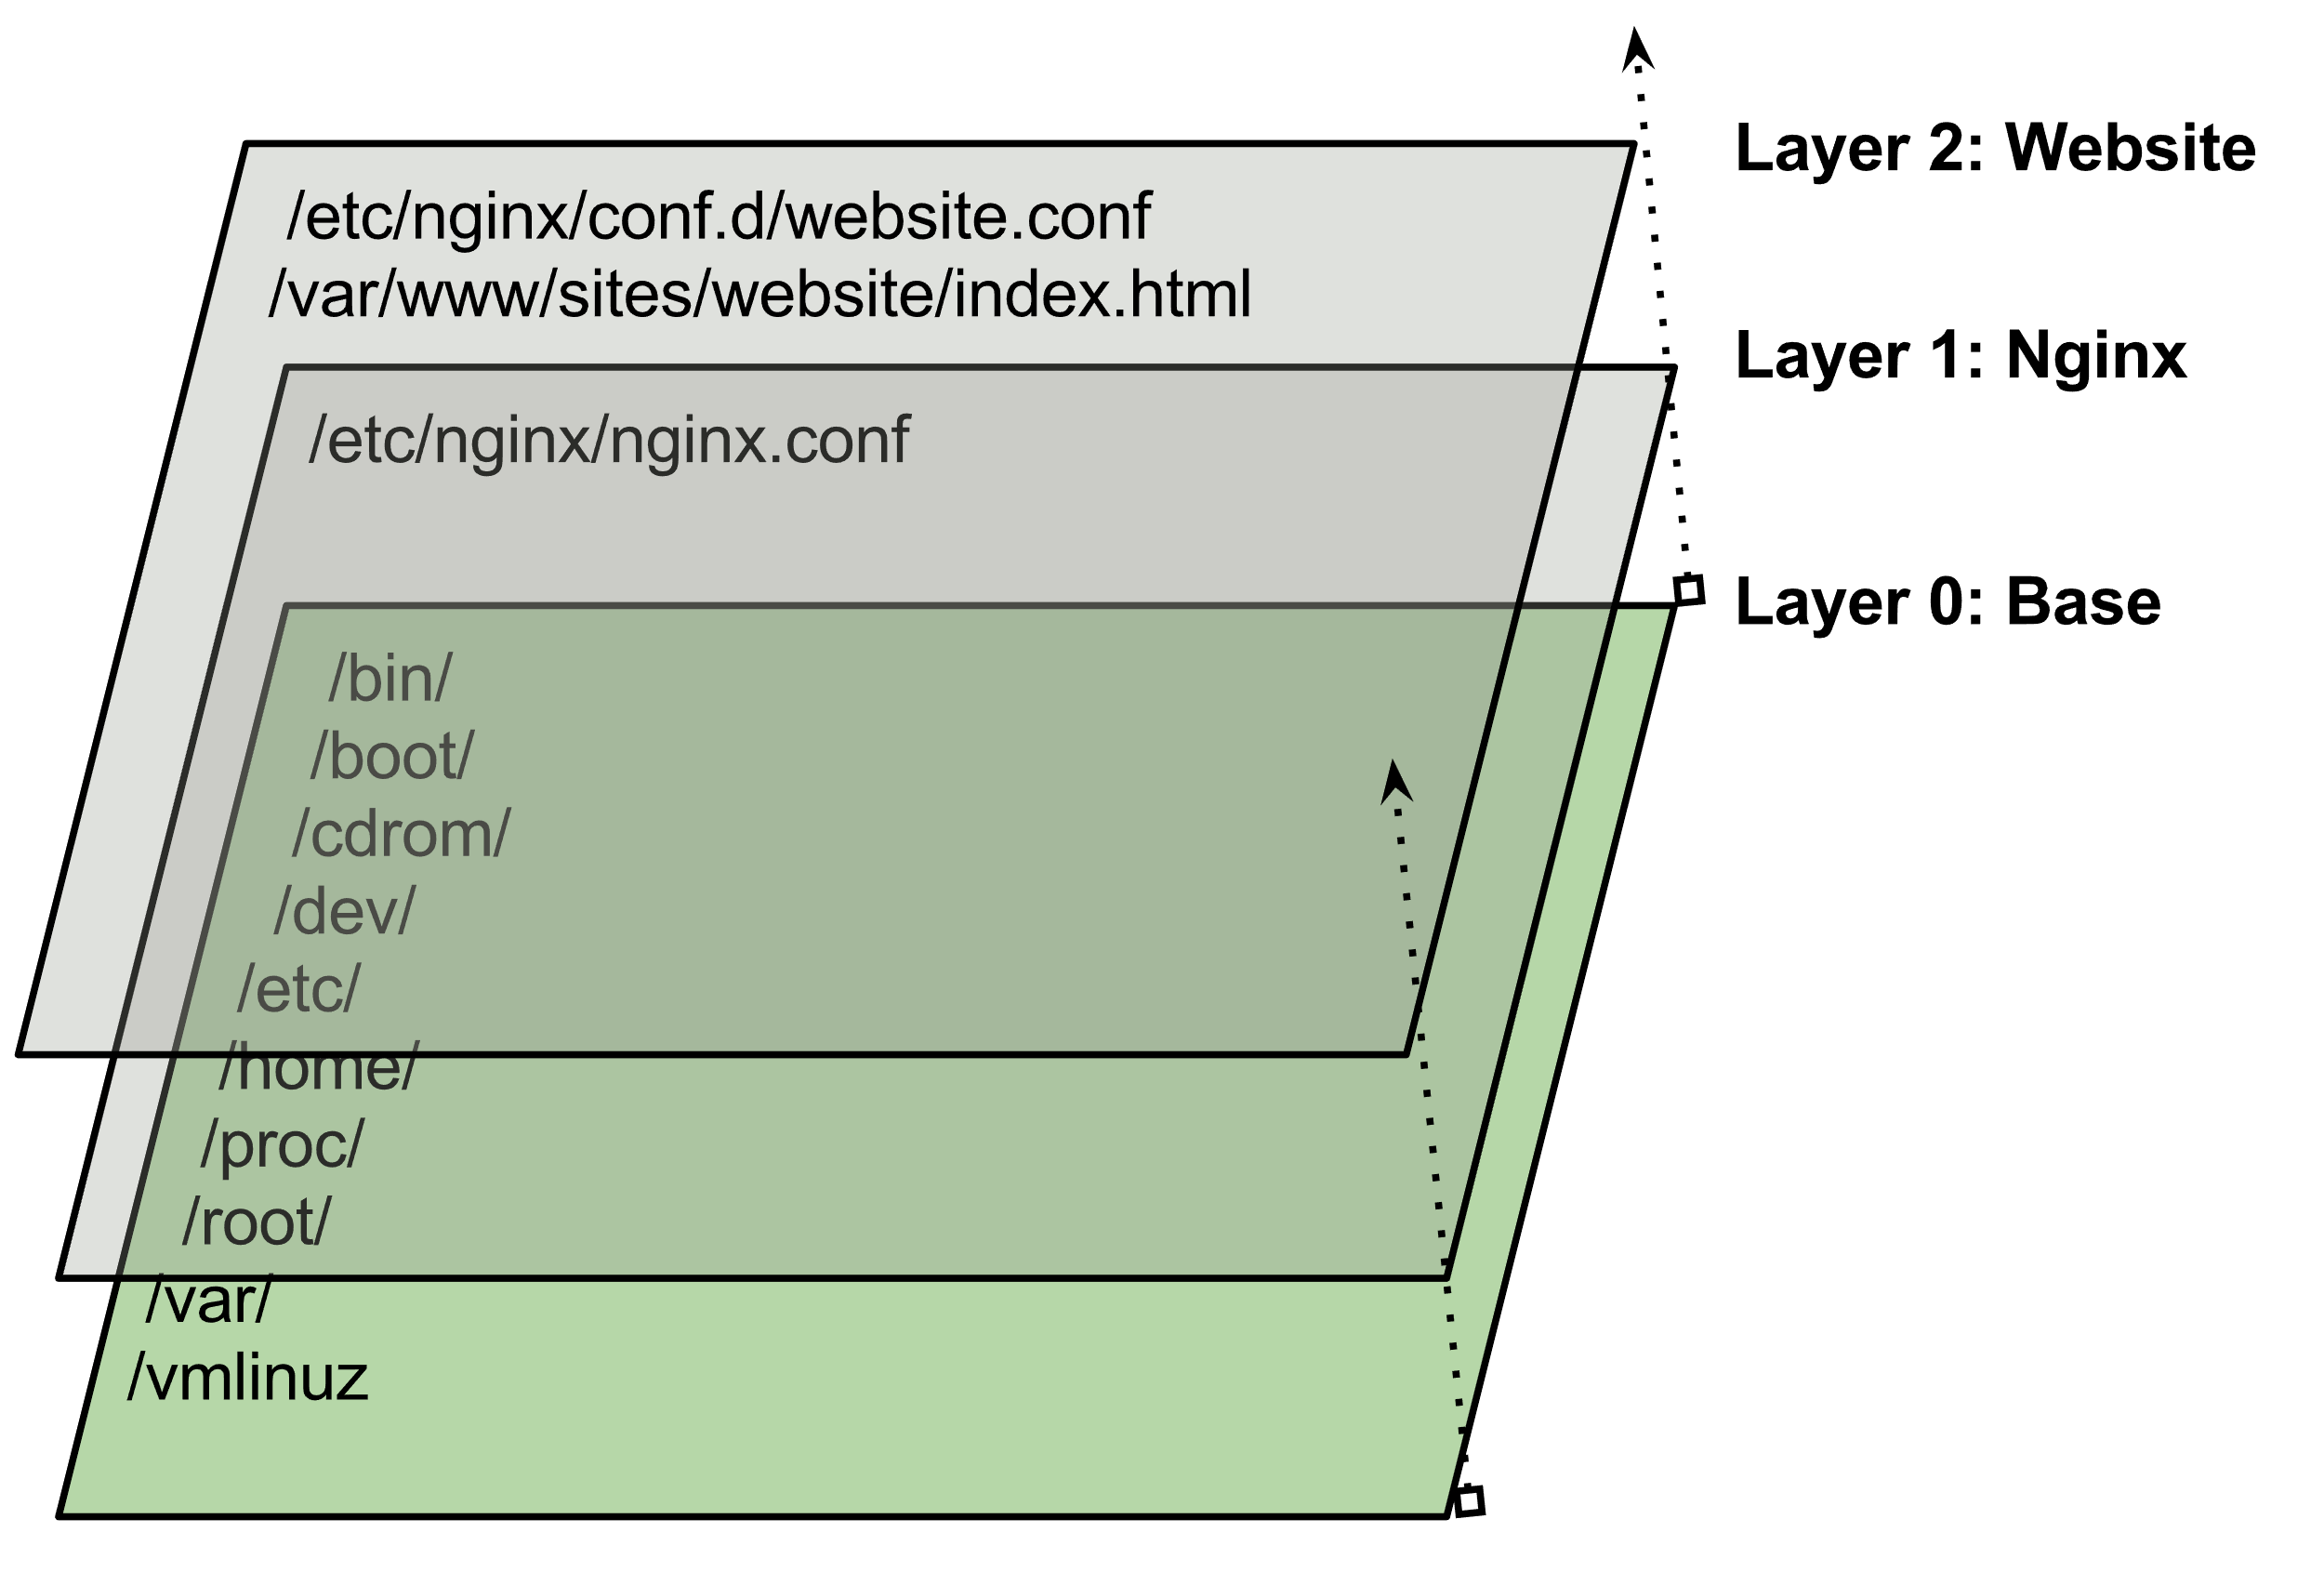 Layer 2: Website
/etc/nginx/conf.d/website.conf
/var/www/sites/website/index.html
Layer 1: Nginx
/etc/nginx/nginx.conf
Layer 0: Base
/bin/
/boot/
/cdrom/
/dev/
/etc/
/home/
/proc/
/root/
/var/
/vmlinuz